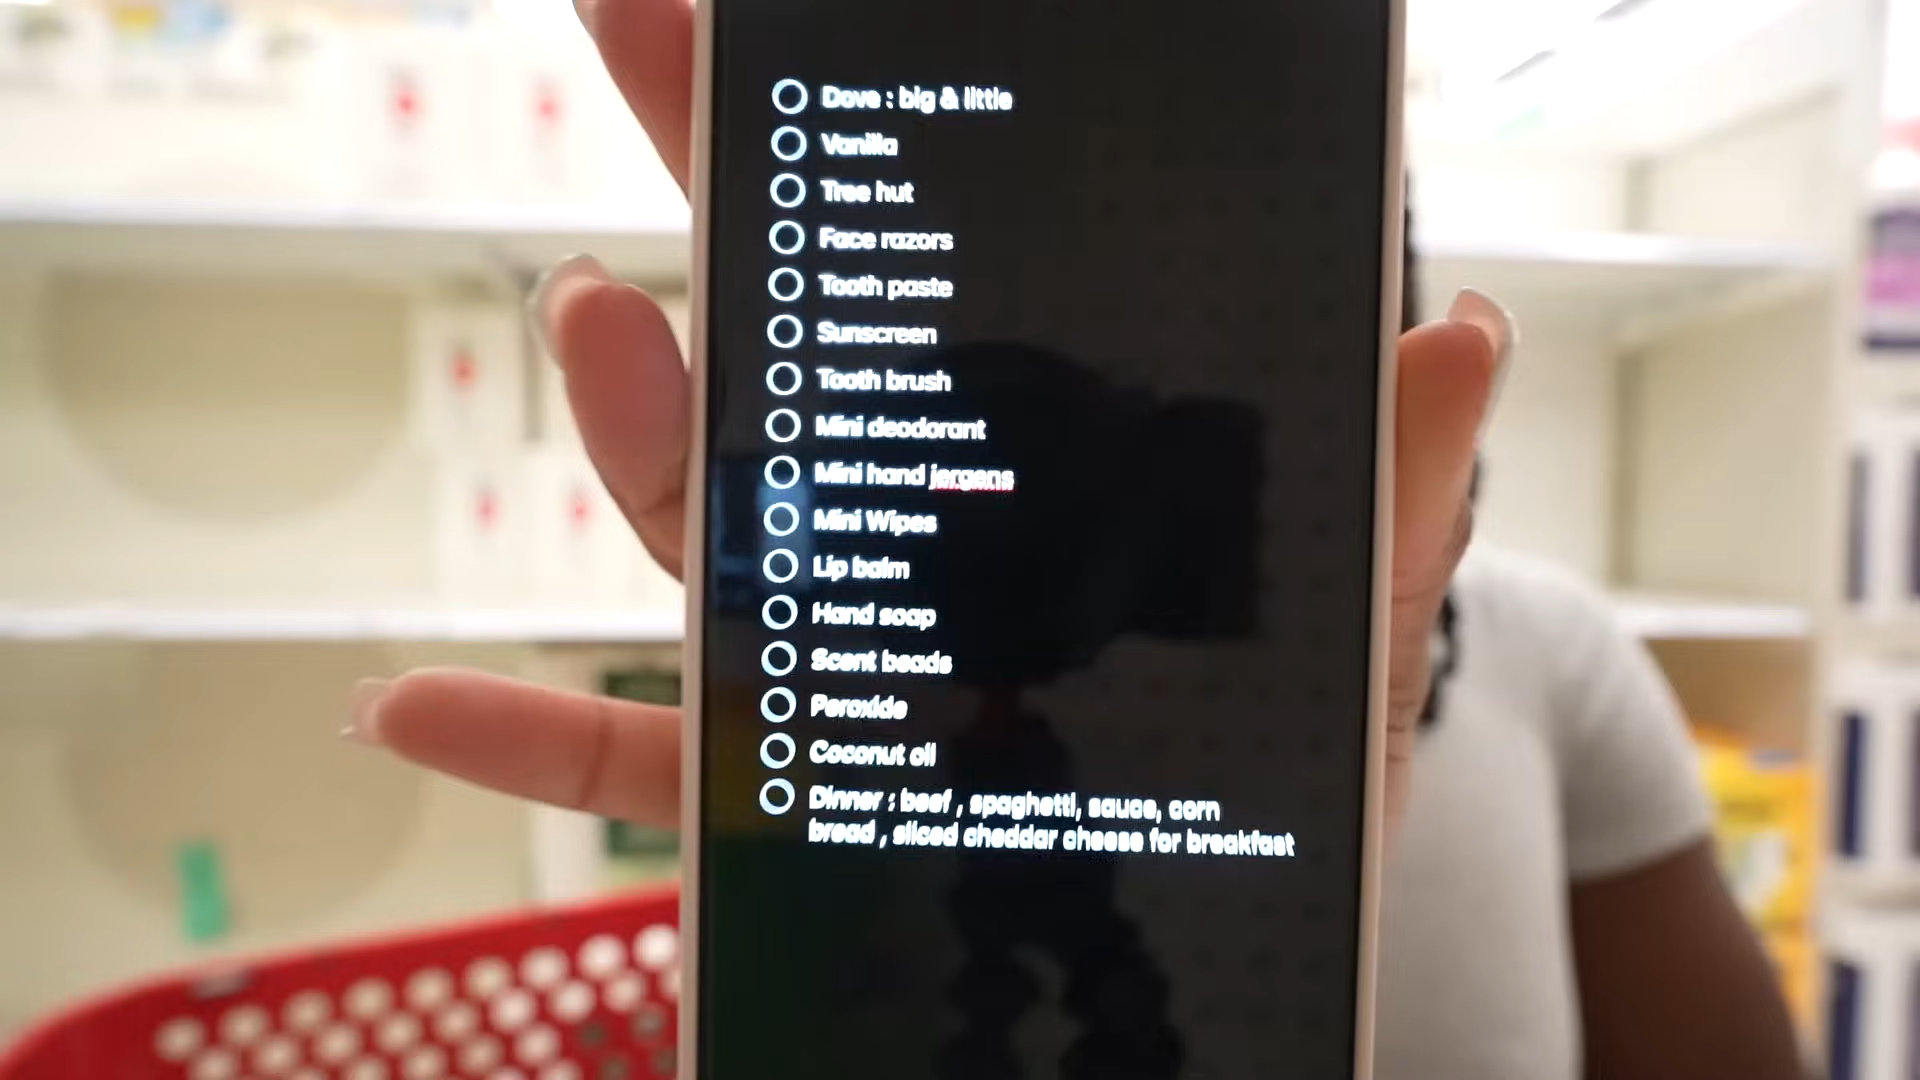 Dove : big & little
Vanilla
Tree hut
Face razors
Tooth paste
Sunscreen
Tooth brush
Mini deodorant
Mini hand jergens
Mini Wipes
Lip balm
Hand soap
Scent beads
Peroxide
Coconut oil
Dinner : beef , spaghetti, sauce, corn
bread , sliced cheddar cheese for breakfast